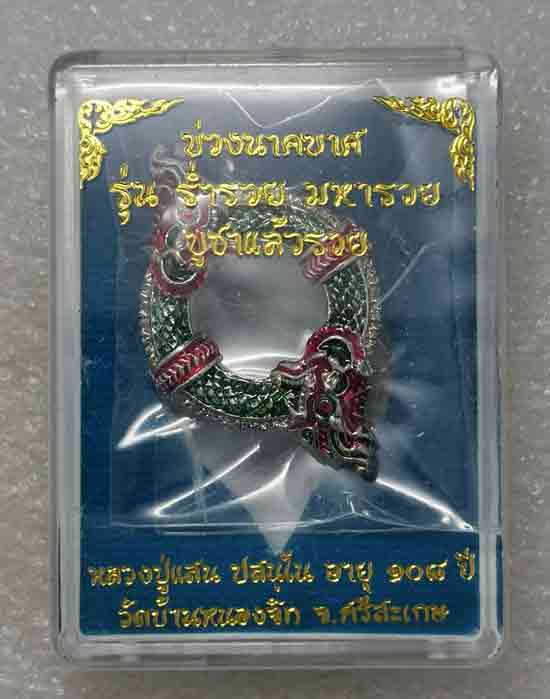 บ่วงนาคบาศ
รุ่น ร่ำรวย มหารวย
บูชาแล้วรวย
หลวงปู่แสน ปสนฺโน อายุ ๑๐๘ ปี
วัดบ้านหนองจิก จ.ศรีสะเกษ